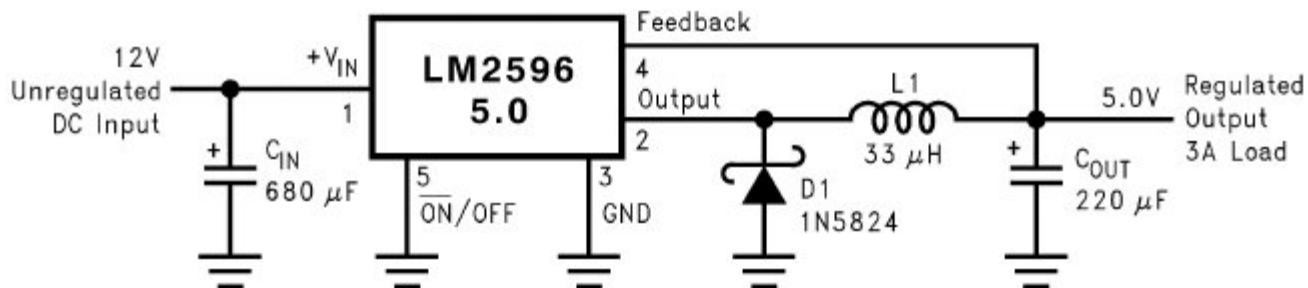 12V
Unregulated
DC Input
+VIN
1
CIN
+
680 μF
LM2596
5.0
5
ON/OFF
3
GND
Feedback
4
Output
2
L1
33 μH
D1
1N5824
5.0V
Regulated
Output
3A Load
+
COUT
220 μF